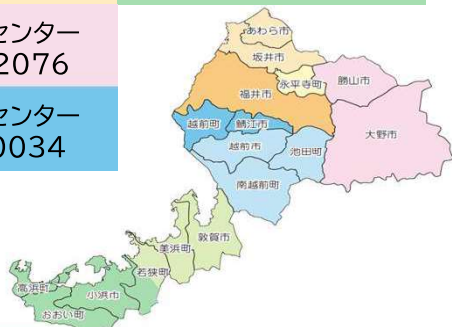 センター
2076
センター
0034
あわら市
坂井市
永平寺町
勝山市
福井市
大野市
越前町
鯖江市
越前市
池田町
南越前町
敦賀市
美浜町
若狭町
高浜町
小浜市
おおい町